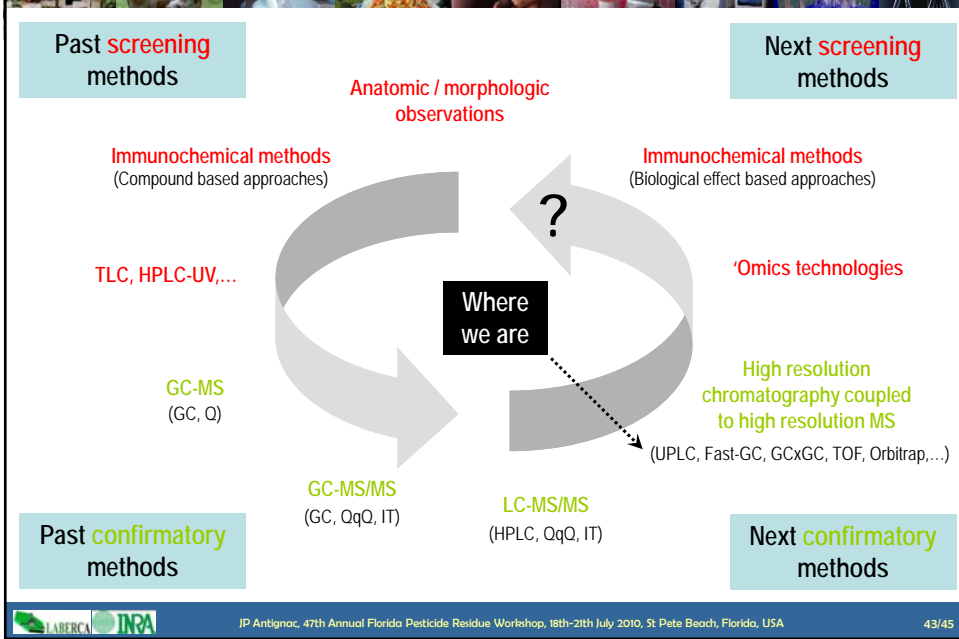 Past screening
methods
Next screening
methods
Anatomic / morphologic
observations
Immunochemical methods
(Compound based approaches)
Immunochemical methods
(Biological effect based approaches)
?
TLC, HPLC-UV,…
'Omics technologies
Where
we are
GC-MS
(GC, Q)
High resolution
chromatography coupled
to high resolution MS
(UPLC, Fast-GC, GCxGC, TOF, Orbitrap,…)
GC-MS/MS
(GC, QqQ, IT)
LC-MS/MS
(HPLC, QqQ, IT)
Past confirmatory
methods
Next confirmatory
methods
LABERCA INRA JP Antignac, 47th Annual Florida Pesticide Residue Workshop, 18th-21th July 2010, St Pete Beach, Florida, USA 43/45